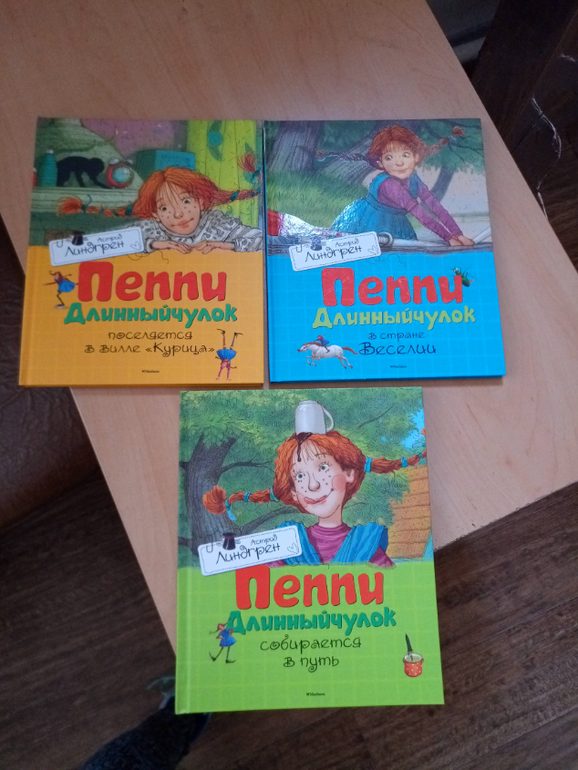 Астрид
Линдгрен
Пеппи
Длинныйчулок
поселяется
в вилле «Курица»
Астрид
Линдгрен
Пеппи
Длинныйчулок
в стране
Веселии
Астрид
Линдгрен
Пеппи
Длинныйчулок
собирается
в путь